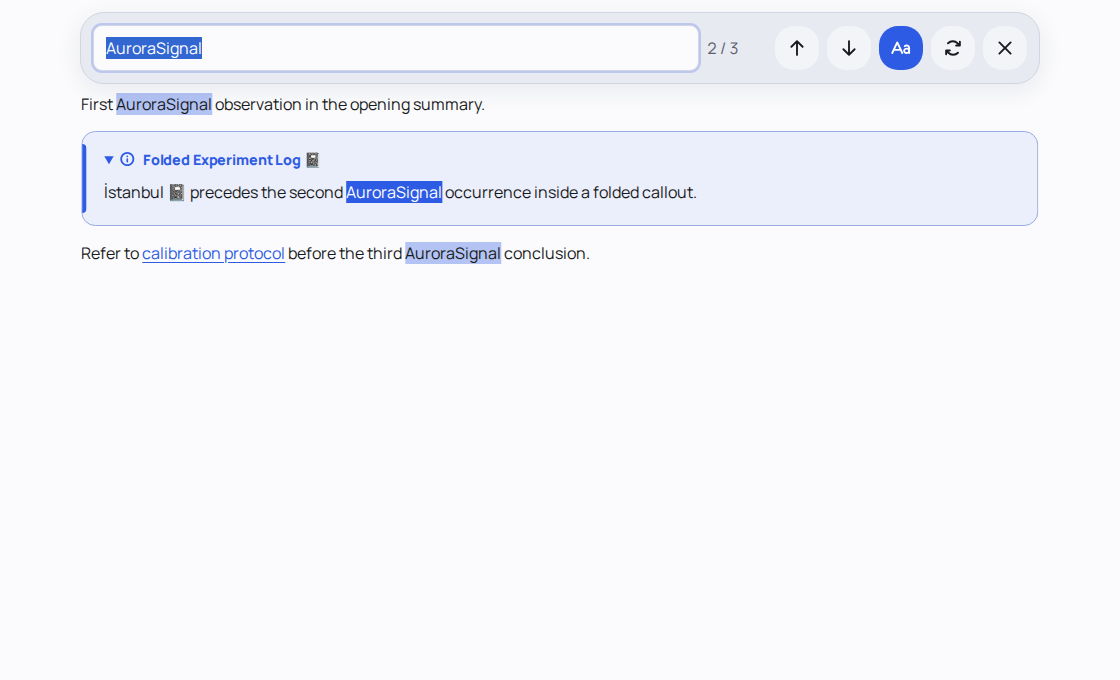 AuroraSignal
2 / 3
Aa
First AuroraSignal observation in the opening summary.
Folded Experiment Log 📓
İstanbul 📓 precedes the second AuroraSignal occurrence inside a folded callout.
Refer to calibration protocol before the third AuroraSignal conclusion.